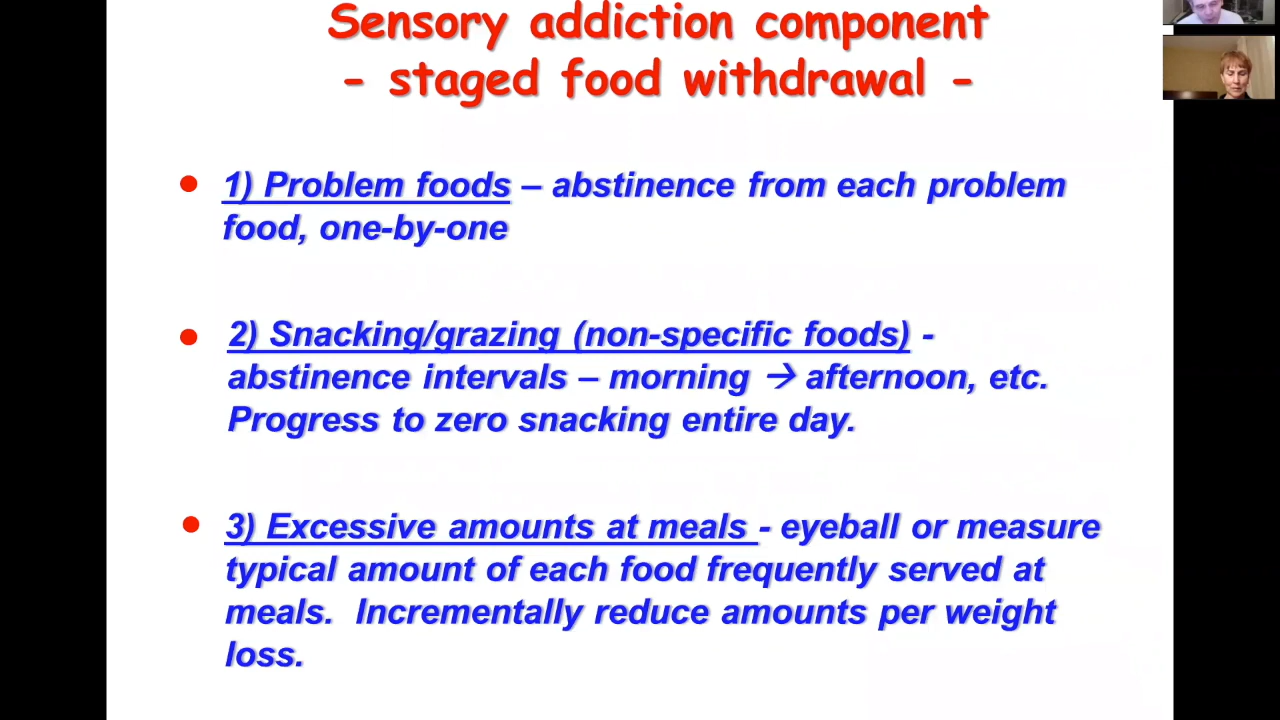 Sensory addiction component
- staged food withdrawal -
• 1) Problem foods – abstinence from each problem
food, one-by-one
• 2) Snacking/grazing (non-specific foods) -
abstinence intervals – morning → afternoon, etc.
Progress to zero snacking entire day.
• 3) Excessive amounts at meals - eyeball or measure
typical amount of each food frequently served at
meals.  Incrementally reduce amounts per weight
loss.